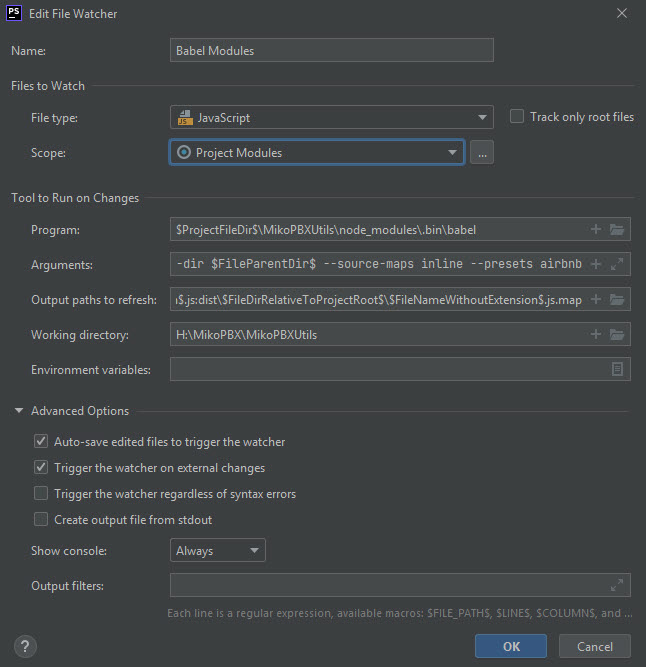 PS Edit File Watcher
Name: Babel Modules
Files to Watch
File type: JS JavaScript Track only root files
Scope: Project Modules ...
Tool to Run on Changes
Program: $ProjectFileDir$\MikoPBXUtils\node_modules\.bin\babel
Arguments: -dir $FileParentDir$ --source-maps inline --presets airbnb
Output paths to refresh: $.js:dist\$FileDirRelativeToProjectRoot$\$FileNameWithoutExtension$.js.map
Working directory: H:\MikoPBX\MikoPBXUtils
Environment variables:
Advanced Options
Auto-save edited files to trigger the watcher
Trigger the watcher on external changes
Trigger the watcher regardless of syntax errors
Create output file from stdout
Show console: Always
Output filters:
Each line is a regular expression, available macros: $FILE_PATH$, $LINE$, $COLUMN$, and ...
? OK Cancel